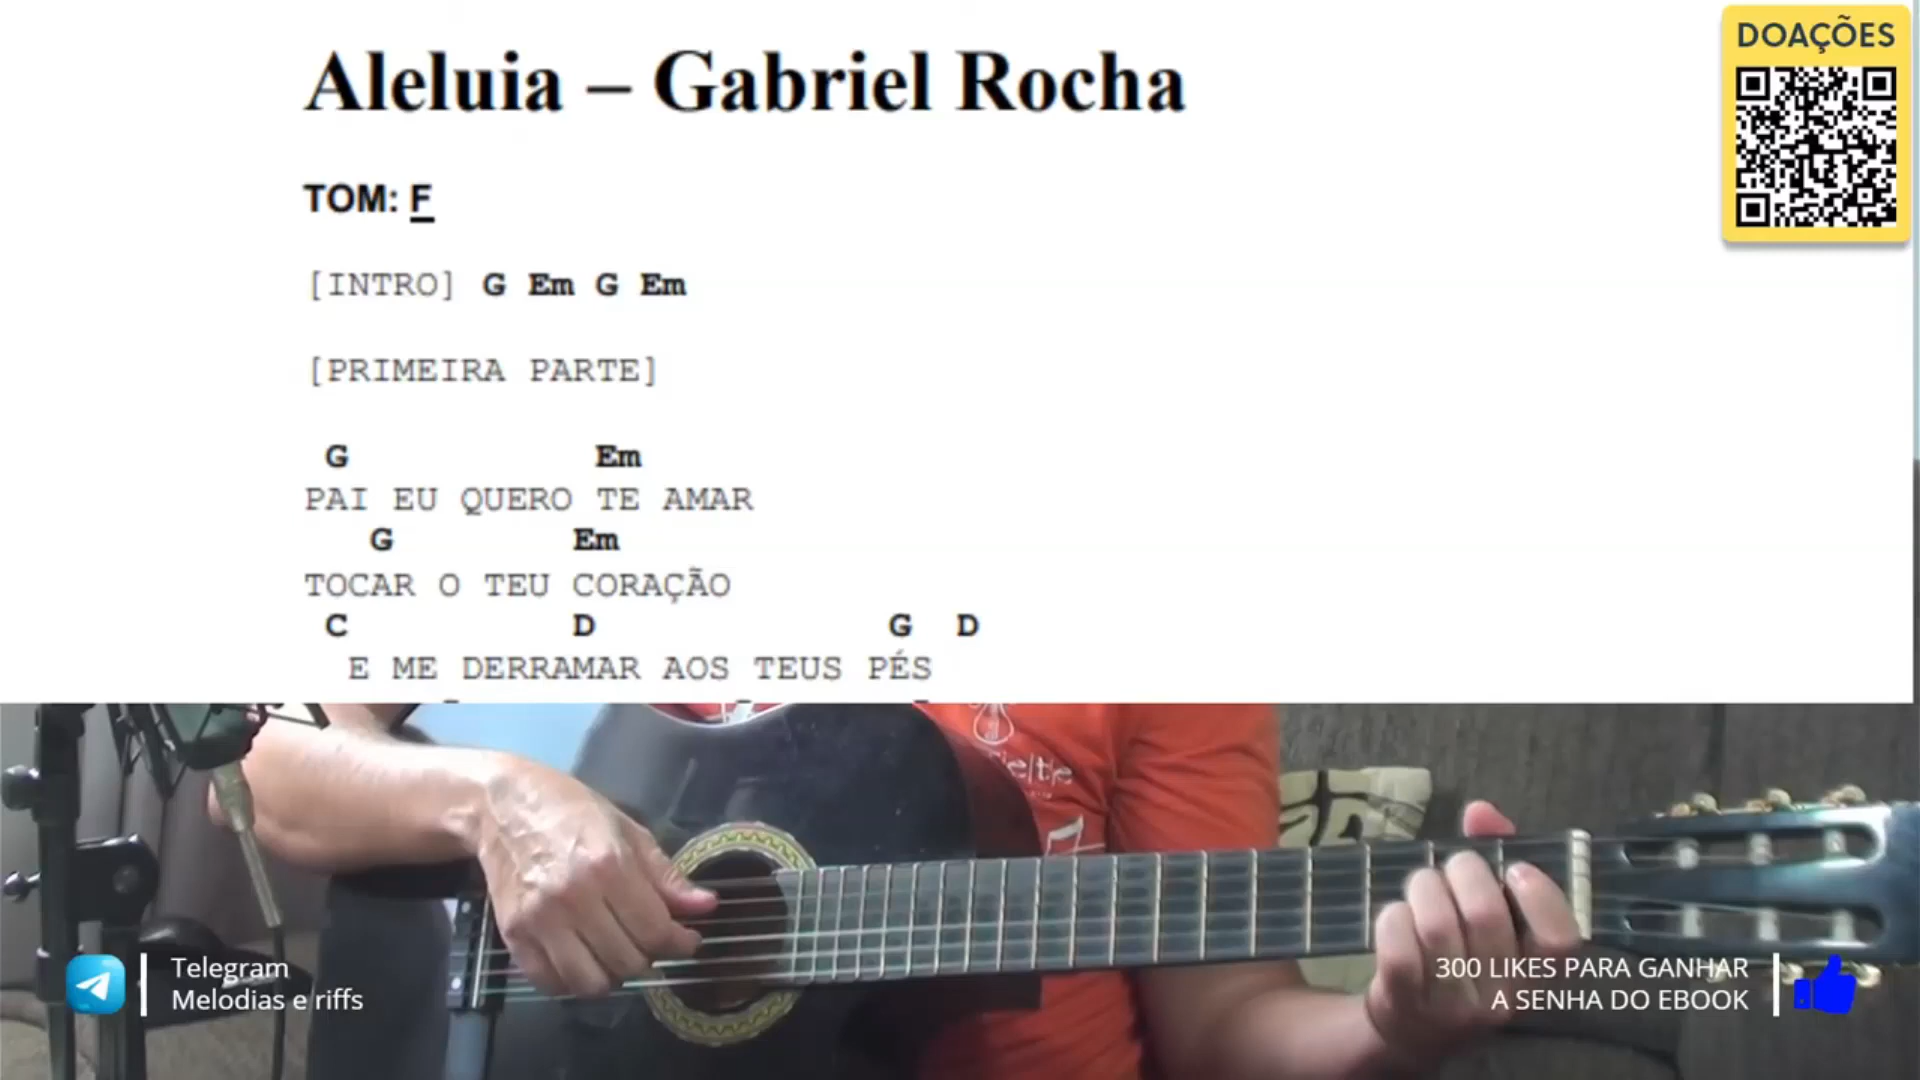 Aleluia – Gabriel Rocha
DOAÇÕES
TOM: F
[INTRO] G Em G Em
[PRIMEIRA PARTE]
G Em
PAI EU QUERO TE AMAR
G Em
TOCAR O TEU CORAÇÃO
C D G D
E ME DERRAMAR AOS TEUS PÉS
Telegram
Melodias e riffs
300 LIKES PARA GANHAR
A SENHA DO EBOOK